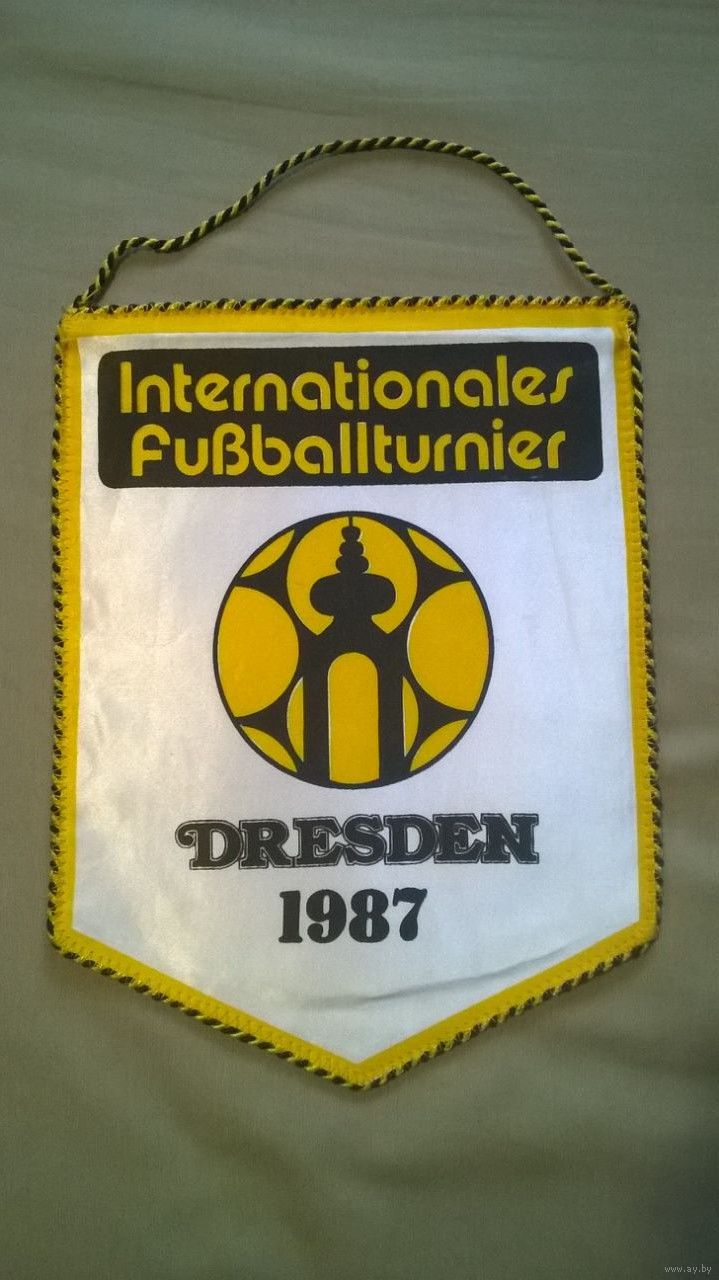 Internationales
Fußballturnier
DRESDEN
1987
www.ay.by